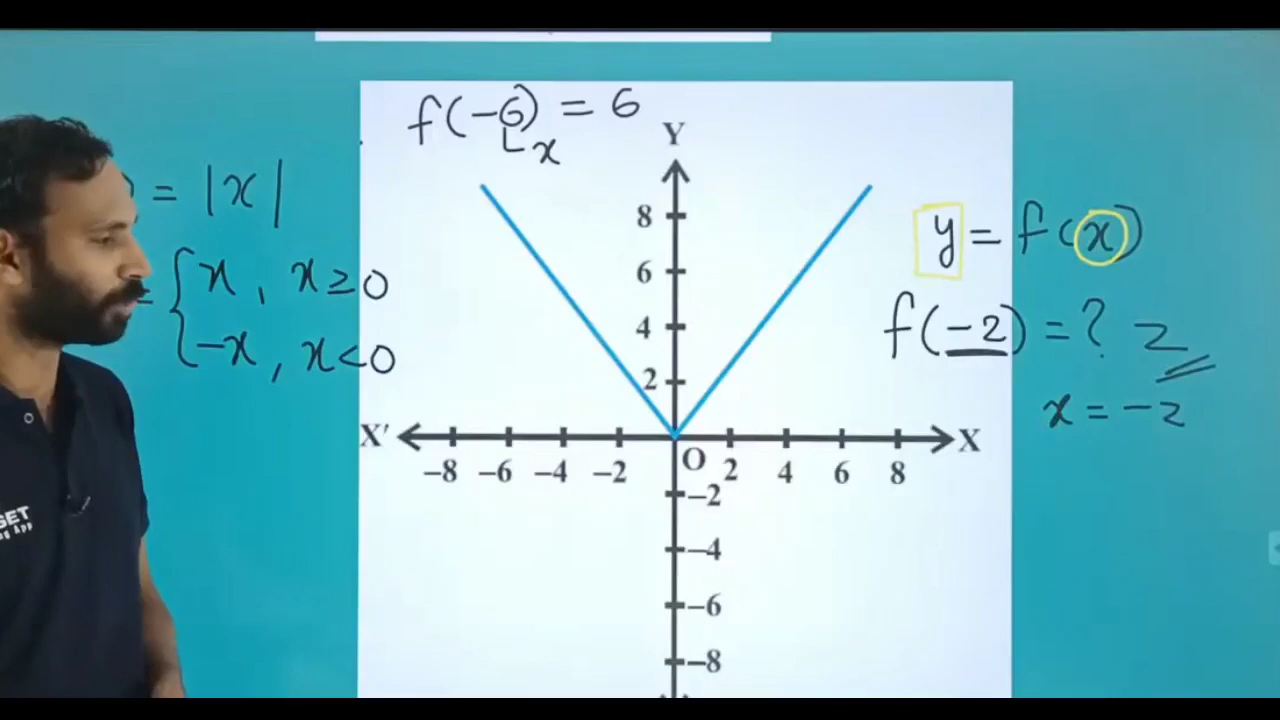 f(-6) = 6
x
= |x|
= { x , x ≥ 0
-x , x < 0
Y
8
6
4
2
X′
X
O
–8 –6 –4 –2 2 4 6 8
–2
–4
–6
–8
y = f(x)
f(-2) = ? 2
x = -2